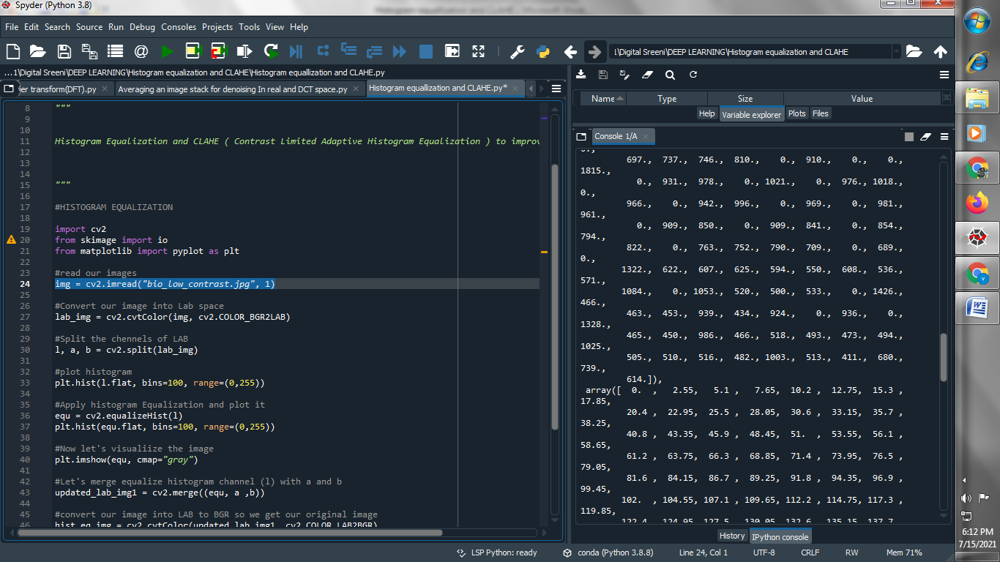 Spyder (Python 3.8)
File Edit Search Source Run Debug Consoles Projects Tools View Help
l\Digital Sreeni\DEEP LEARNING\Histogram equalization and CLAHE
...1\Digital Sreeni\DEEP LEARNING\Histogram equalization and CLAHE\Histogram equallization and CLAHE.py
ier transform(DFT).py
Averaging an image stack for denoising In real and DCT space.py
Histogram equallization and CLAHE.py*
8 """
9
10
11 Histogram Equalization and CLAHE ( Contrast Limited Adaptive Histogram Equalization ) to improv
12
13
14
15 """
16
17 #HISTOGRAM EQUALIZATION
18
19 import cv2
20 from skimage import io
21 from matplotlib import pyplot as plt
22
23 #read our images
24 img = cv2.imread("bio_low_contrast.jpg", 1)
25
26 #Convert our image into Lab space
27 lab_img = cv2.cvtColor(img, cv2.COLOR_BGR2LAB)
28
29 #Split the chennels of LAB
30 l, a, b = cv2.split(lab_img)
31
32 #plot histogram
33 plt.hist(l.flat, bins=100, range=(0,255))
34
35 #Apply histogram Equalization and plot it
36 equ = cv2.equalizeHist(l)
37 plt.hist(equ.flat, bins=100, range=(0,255))
38
39 #Now let's visualiize the image
40 plt.imshow(equ, cmap="gray")
41
42 #Let's merge equalize histogram channel (l) with a and b
43 updated_lab_img1 = cv2.merge((equ, a ,b))
44
45 #convert our image into LAB to BGR so we get our original image
46 hist_eq_img = cv2.cvtColor(updated_lab_img1, cv2.COLOR_LAB2BGR)
Name Type Size Value
Help Variable explorer Plots Files
Console 1/A
0.,
697., 737., 746., 810., 0., 910., 0., 0.,
1815.,
0., 931., 978., 0., 1021., 0., 976., 1018.,
0.,
966., 0., 942., 996., 0., 969., 0., 981.,
961.,
0., 909., 850., 0., 909., 841., 0., 854.,
794.,
822., 0., 763., 752., 790., 709., 0., 689.,
0.,
1322., 622., 607., 625., 594., 550., 608., 536.,
571.,
1084., 0., 1053., 520., 500., 533., 0., 1426.,
466.,
463., 453., 939., 434., 924., 0., 936., 0.,
1328.,
465., 450., 986., 466., 518., 493., 473., 494.,
1025.,
505., 510., 516., 482., 1003., 513., 411., 680.,
739.,
614.]),
array([ 0. , 2.55, 5.1 , 7.65, 10.2 , 12.75, 15.3 ,
17.85,
20.4 , 22.95, 25.5 , 28.05, 30.6 , 33.15, 35.7 ,
38.25,
40.8 , 43.35, 45.9 , 48.45, 51. , 53.55, 56.1 ,
58.65,
61.2 , 63.75, 66.3 , 68.85, 71.4 , 73.95, 76.5 ,
79.05,
81.6 , 84.15, 86.7 , 89.25, 91.8 , 94.35, 96.9 ,
99.45,
102. , 104.55, 107.1 , 109.65, 112.2 , 114.75, 117.3 ,
119.85,
122.4 , 124.95, 127.5 , 130.05, 132.6 , 135.15, 137.7 ,
History IPython console
LSP Python: ready
conda (Python 3.8.8)
Line 24, Col 1
UTF-8
CRLF
RW
Mem 71%
6:12 PM
7/15/2021